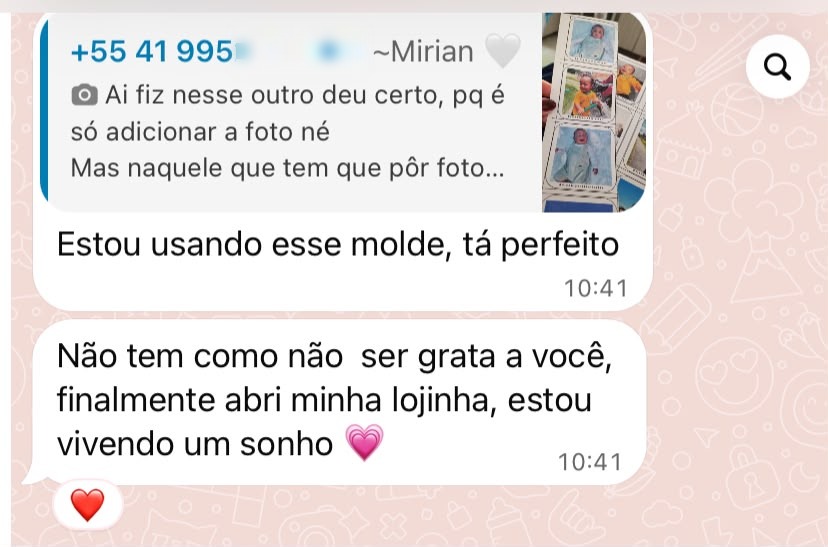 +55 41 995 ~Mirian
Ai fiz nesse outro deu certo, pq é
só adicionar a foto né
Mas naquele que tem que pôr foto...
Estou usando esse molde, tá perfeito
10:41
Não tem como não  ser grata a você,
finalmente abri minha lojinha, estou
vivendo um sonho 💗
10:41